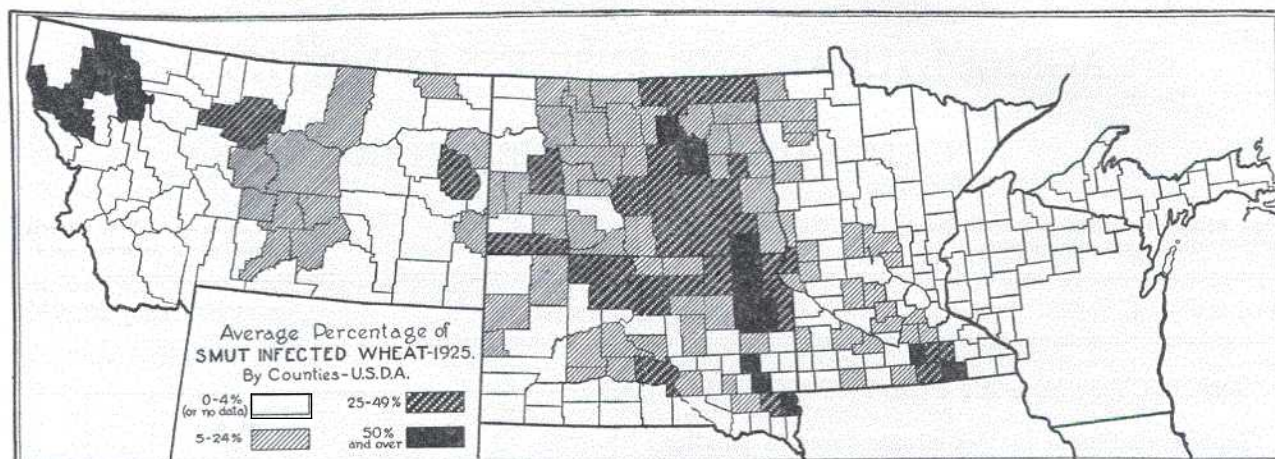 Average Percentage of
SMUT INFECTED WHEAT-1925.
By Counties-U.S.D.A.
0-4%
(or no data)
25-49%
5-24%
50%
and over